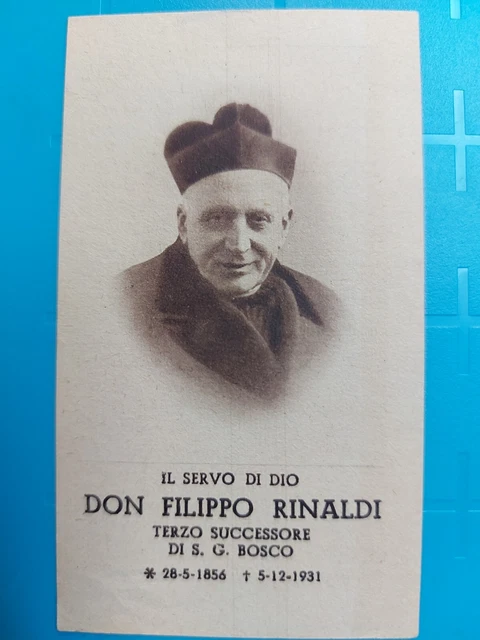 IL SERVO DI DIO
DON FILIPPO RINALDI
TERZO SUCCESSORE
DI S. G. BOSCO
* 28-5-1856 † 5-12-1931